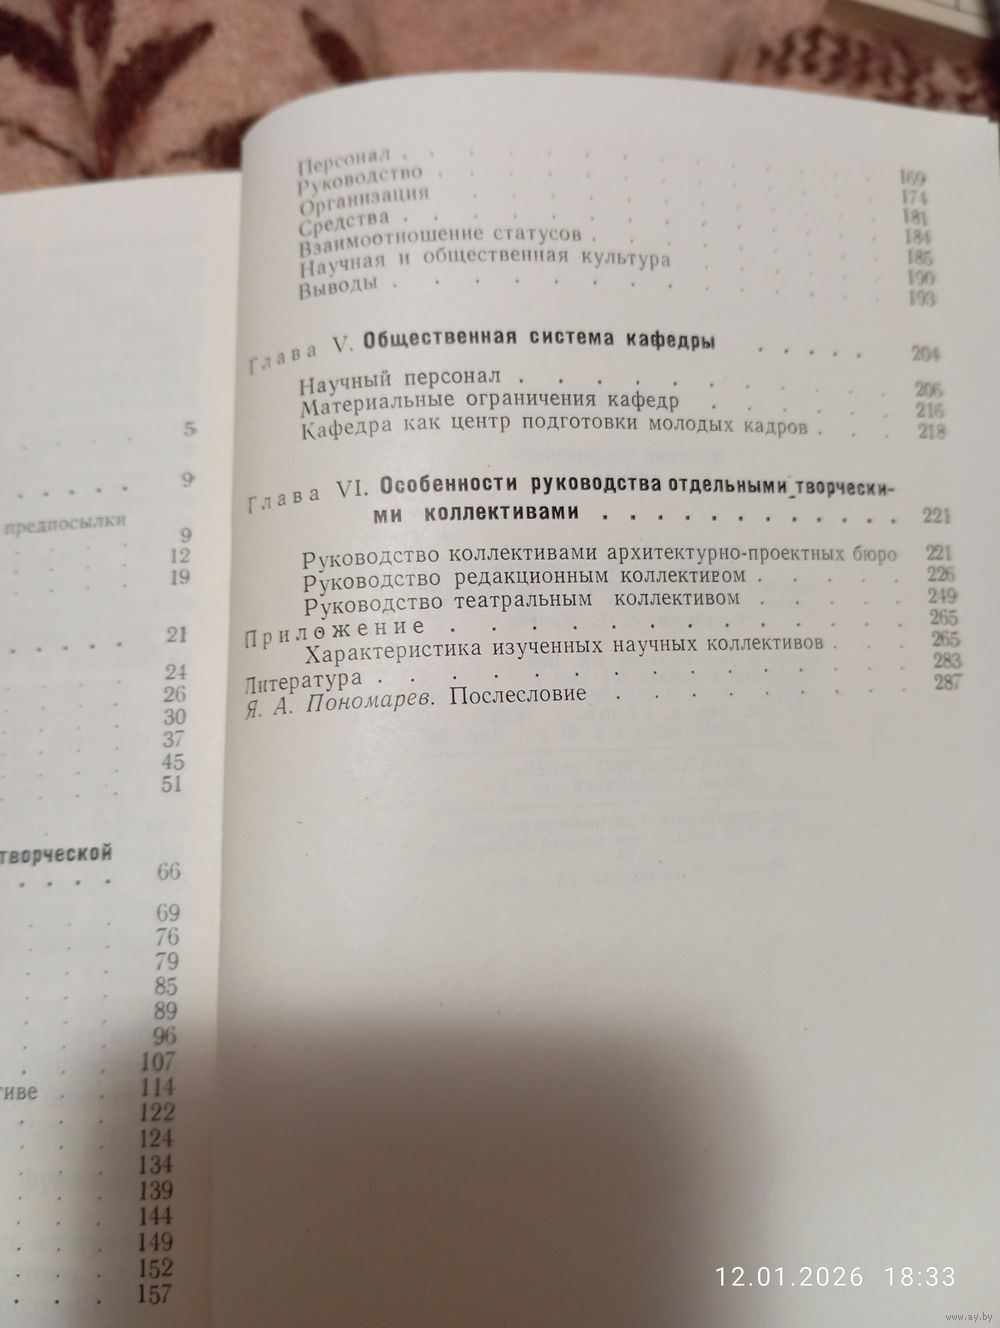 5
9
предпосылки
9
12
19
21
24
26
30
37
45
51
творческой
66
69
76
79
85
89
96
107
тиве . . 114
122
124
134
139
144
149
152
157
Персонал . . . . . . . . . . 169
Руководство . . . . . . . . . 174
Организация . . . . . . . . . 181
Средства . . . . . . . . . . 184
Взаимоотношение статусов . . . . . 185
Научная и общественная культура . . . . 190
Выводы . . . . . . . . . . 193
Глава V. Общественная система кафедры . . . . . 204
Научный персонал . . . . . . . . 206
Материальные ограничения кафедр . . . . . 216
Кафедра как центр подготовки молодых кадров . . . 218
Глава VI. Особенности руководства отдельными творчески-
ми коллективами . . . . . . . . . . . 221
Руководство коллективами архитектурно-проектных бюро 221
Руководство редакционным коллективом . . . . . 226
Руководство театральным коллективом . . . . . 249
Приложение . . . . . . . . . . . 265
Характеристика изученных научных коллективов . . . 265
Литература . . . . . . . . . . . . 283
Я. А. Пономарев. Послесловие . . . . . . . 287
12.01.2026 18:33
www.ay.by